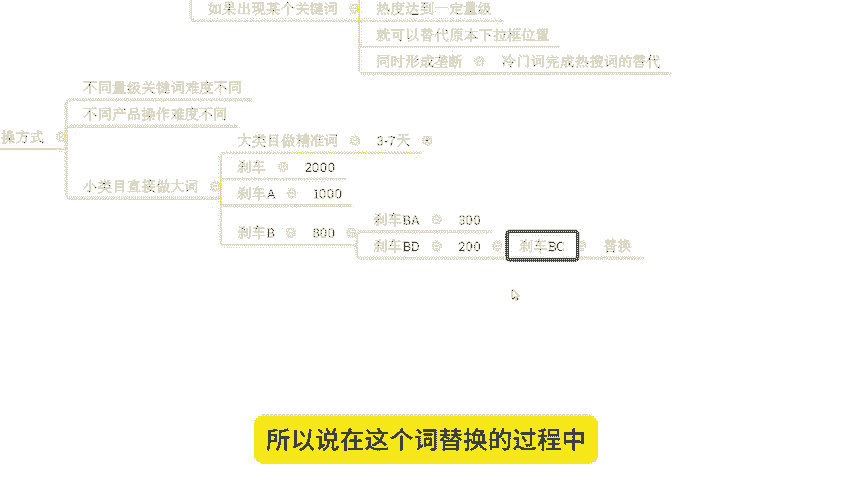 如果出现某个关键词 热度达到一定量级
就可以替代原本下拉框位置
同时形成垄断 冷门词完成热搜词的替代
不同量级关键词难度不同
不同产品操作难度不同
操方式
大类目做精准词 3-7天
刹车 2000
小类目直接做大词
刹车A 1000
刹车BA 300
刹车B 800
刹车BD 200 刹车BC 替换
所以说在这个词替换的过程中